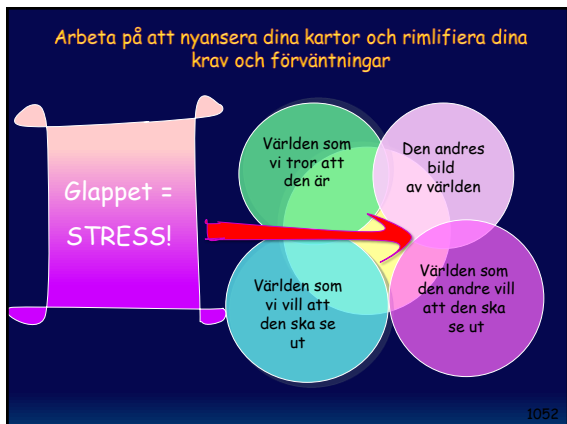 Arbeta på att nyansera dina kartor och rimlifiera dina
krav och förväntningar
Glappet =
STRESS!
Världen som
vi tror att
den är
Den andres
bild
av världen
Världen som
vi vill att
den ska se
ut
Världen som
den andre vill
att den ska
se ut
1052